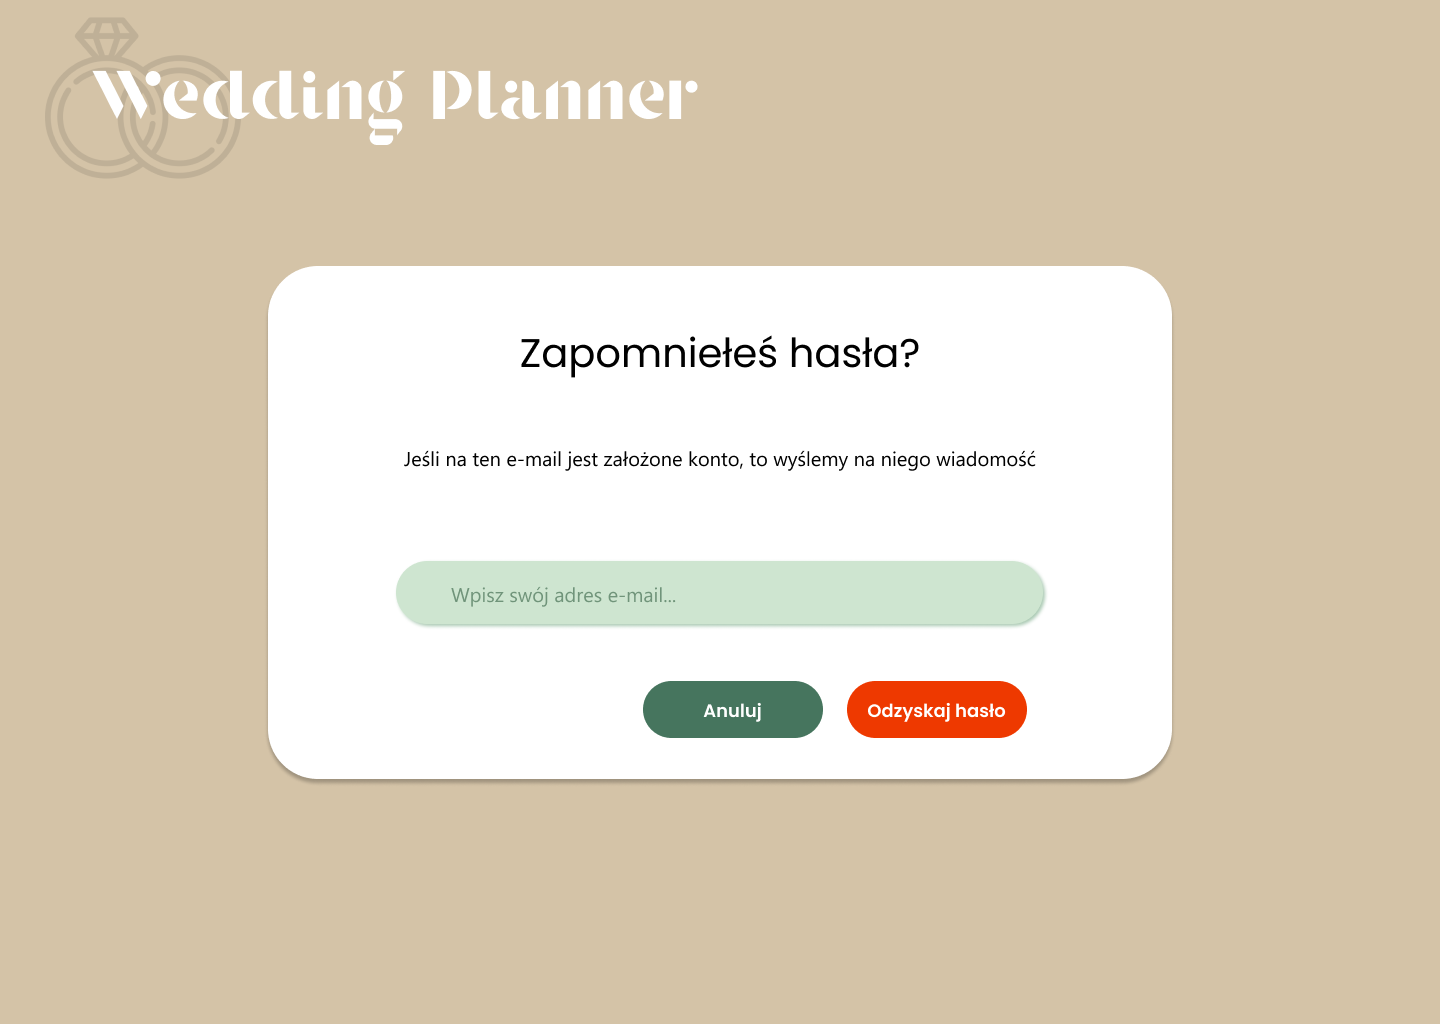 Wedding Planner
Zapomniełeś hasła?
Jeśli na ten e-mail jest założone konto, to wyślemy na niego wiadomość
Wpisz swój adres e-mail...
Anuluj
Odzyskaj hasło